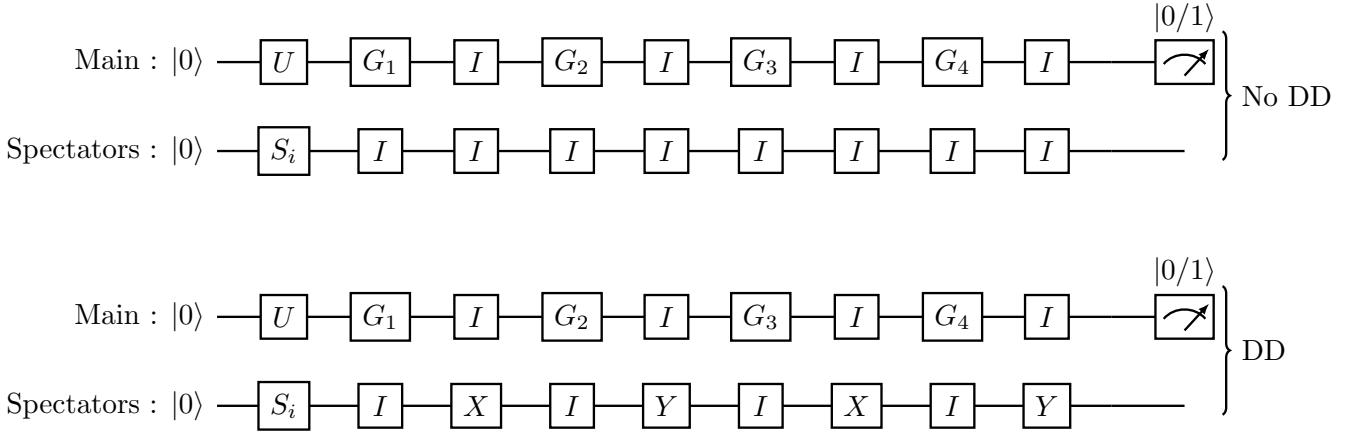 |0/1⟩
Main : |0⟩ U G₁ I G₂ I G₃ I G₄ I
No DD
Spectators : |0⟩ Sᵢ I I I I I I I I
|0/1⟩
Main : |0⟩ U G₁ I G₂ I G₃ I G₄ I
DD
Spectators : |0⟩ Sᵢ I X I Y I X I Y